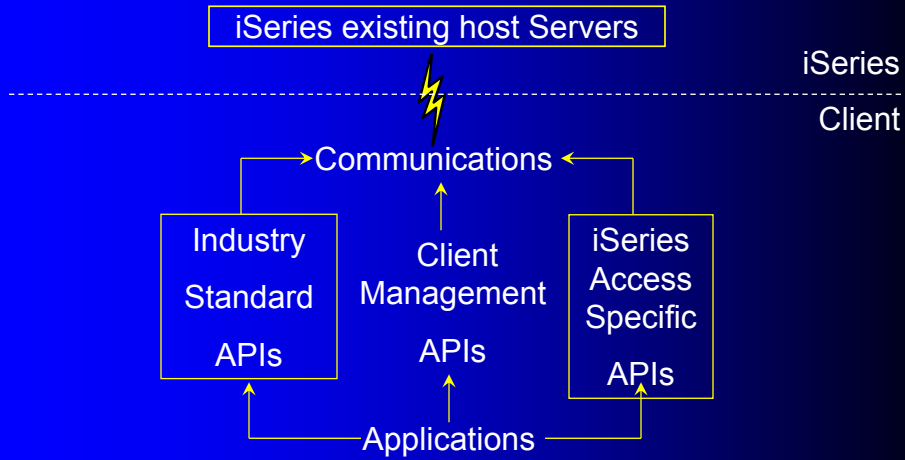 iSeries existing host Servers
iSeries
Client
Communications
Industry
Standard
APIs
Client
Management
APIs
iSeries
Access
Specific
APIs
Applications